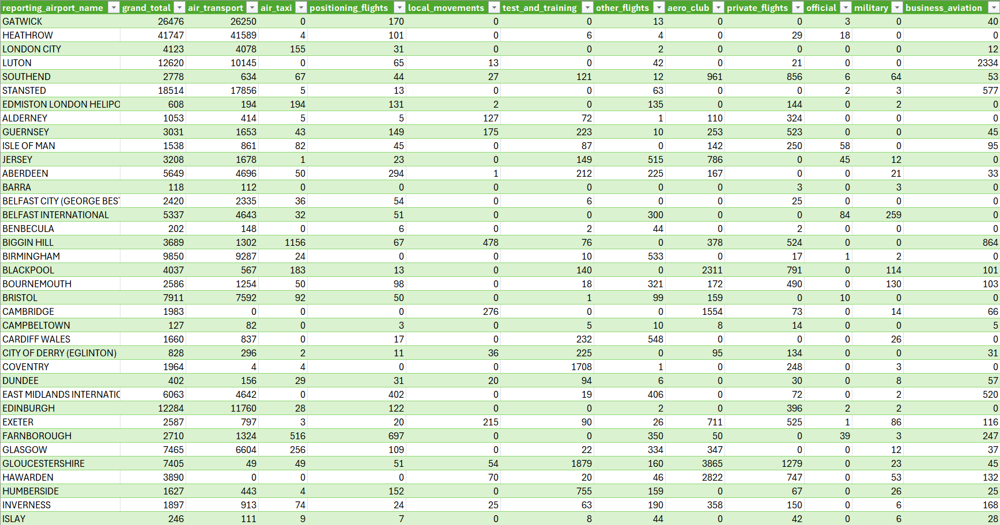 reporting_airport_name grand_total air_transport air_taxi positioning_flights local_movements test_and_training other_flights aero_club private_flights official military business_aviation
GATWICK 26476 26250 0 170 0 0 13 0 0 3 0 40
HEATHROW 41747 41589 4 101 0 6 4 0 29 18 0 0
LONDON CITY 4123 4078 155 31 0 0 2 0 0 0 0 12
LUTON 12620 10145 0 65 13 0 42 0 21 0 0 2334
SOUTHEND 2778 634 67 44 27 121 12 961 856 6 64 53
STANSTED 18514 17856 5 13 0 0 63 0 0 2 3 577
EDMISTON LONDON HELIPO 608 194 194 131 2 0 135 0 144 0 2 0
ALDERNEY 1053 414 5 5 127 72 1 110 324 0 0 0
GUERNSEY 3031 1653 43 149 175 223 10 253 523 0 0 45
ISLE OF MAN 1538 861 82 45 0 87 0 142 250 58 0 95
JERSEY 3208 1678 1 23 0 149 515 786 0 45 12 0
ABERDEEN 5649 4696 50 294 1 212 225 167 0 0 21 33
BARRA 118 112 0 0 0 0 0 0 3 0 3 0
BELFAST CITY (GEORGE BEST 2420 2335 36 54 0 6 0 0 25 0 0 0
BELFAST INTERNATIONAL 5337 4643 32 51 0 0 300 0 0 84 259 0
BENBECULA 202 148 0 6 0 2 44 0 2 0 0 0
BIGGIN HILL 3689 1302 1156 67 478 76 0 378 524 0 0 864
BIRMINGHAM 9850 9287 24 0 0 10 533 0 17 1 2 0
BLACKPOOL 4037 567 183 13 0 140 0 2311 791 0 114 101
BOURNEMOUTH 2586 1254 50 98 0 18 321 172 490 0 130 103
BRISTOL 7911 7592 92 50 0 1 99 159 0 10 0 0
CAMBRIDGE 1983 0 0 0 276 0 0 1554 73 0 14 66
CAMPBELTOWN 127 82 0 3 0 5 10 8 14 0 0 5
CARDIFF WALES 1660 837 0 17 0 232 548 0 0 0 26 0
CITY OF DERRY (EGLINTON) 828 296 2 11 36 225 0 95 134 0 0 31
COVENTRY 1964 4 4 0 0 1708 1 0 248 0 3 0
DUNDEE 402 156 29 31 20 94 6 0 30 0 8 57
EAST MIDLANDS INTERNATIC 6063 4642 0 402 0 19 406 0 72 0 2 520
EDINBURGH 12284 11760 28 122 0 0 2 0 396 2 2 0
EXETER 2587 797 3 20 215 90 26 711 525 1 86 116
FARNBOROUGH 2710 1324 516 697 0 0 350 50 0 39 3 247
GLASGOW 7465 6604 256 109 0 22 334 347 0 0 12 37
GLOUCESTERSHIRE 7405 49 49 51 54 1879 160 3865 1279 0 23 45
HAWARDEN 3890 0 0 0 70 20 46 2822 747 0 53 132
HUMBERSIDE 1627 443 4 152 0 755 159 0 67 0 26 25
INVERNESS 1897 913 74 24 25 63 190 358 150 0 6 168
ISLAY 246 111 9 7 0 8 44 0 42 0 6 28